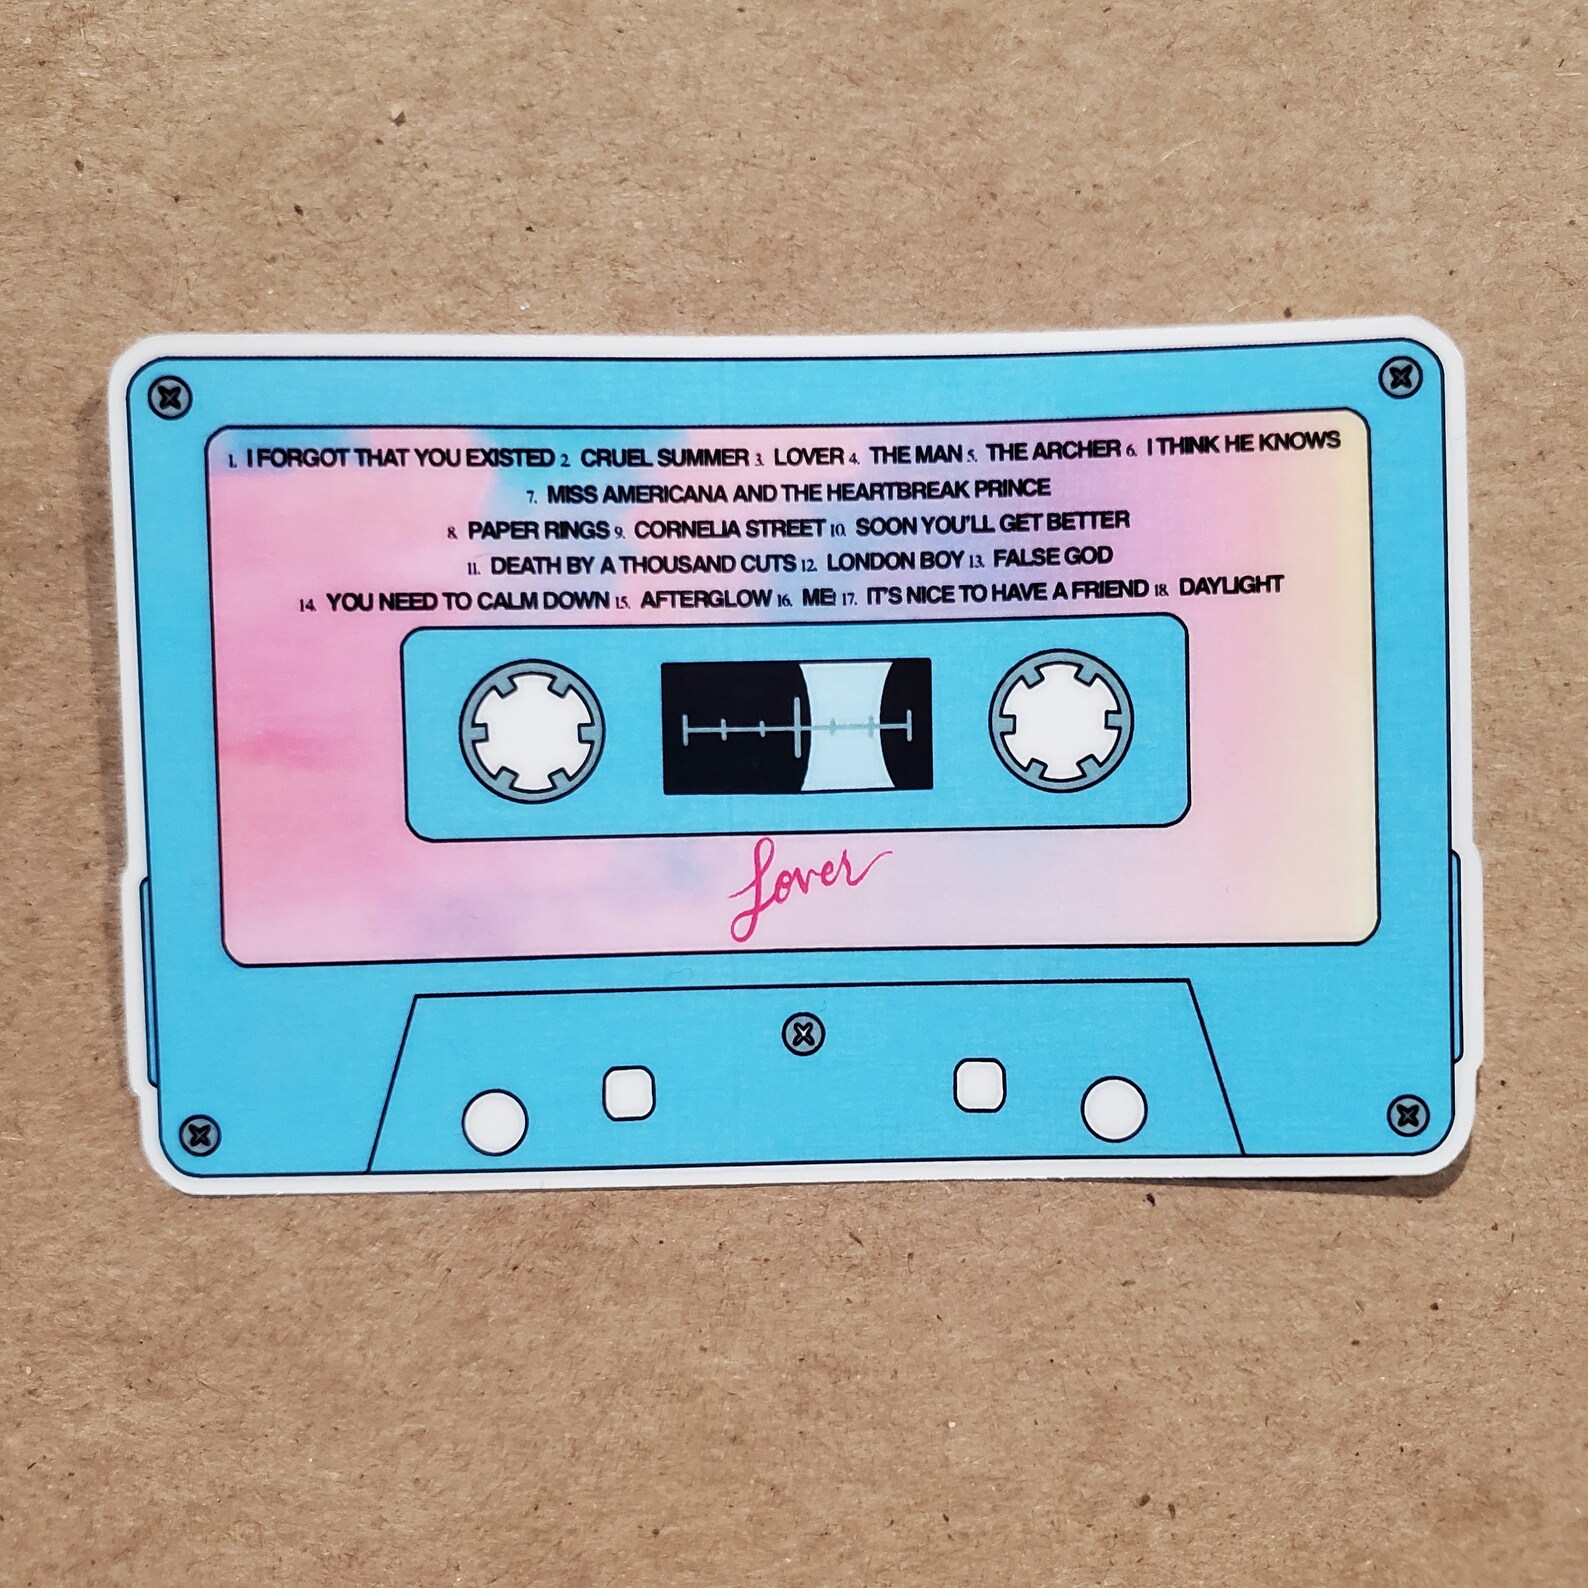 1. I FORGOT THAT YOU EXISTED 2. CRUEL SUMMER 3. LOVER 4. THE MAN 5. THE ARCHER 6. I THINK HE KNOWS
7. MISS AMERICANA AND THE HEARTBREAK PRINCE
8. PAPER RINGS 9. CORNELIA STREET 10. SOON YOU'LL GET BETTER
11. DEATH BY A THOUSAND CUTS 12. LONDON BOY 13. FALSE GOD
14. YOU NEED TO CALM DOWN 15. AFTERGLOW 16. ME! 17. IT'S NICE TO HAVE A FRIEND 18. DAYLIGHT
Lover